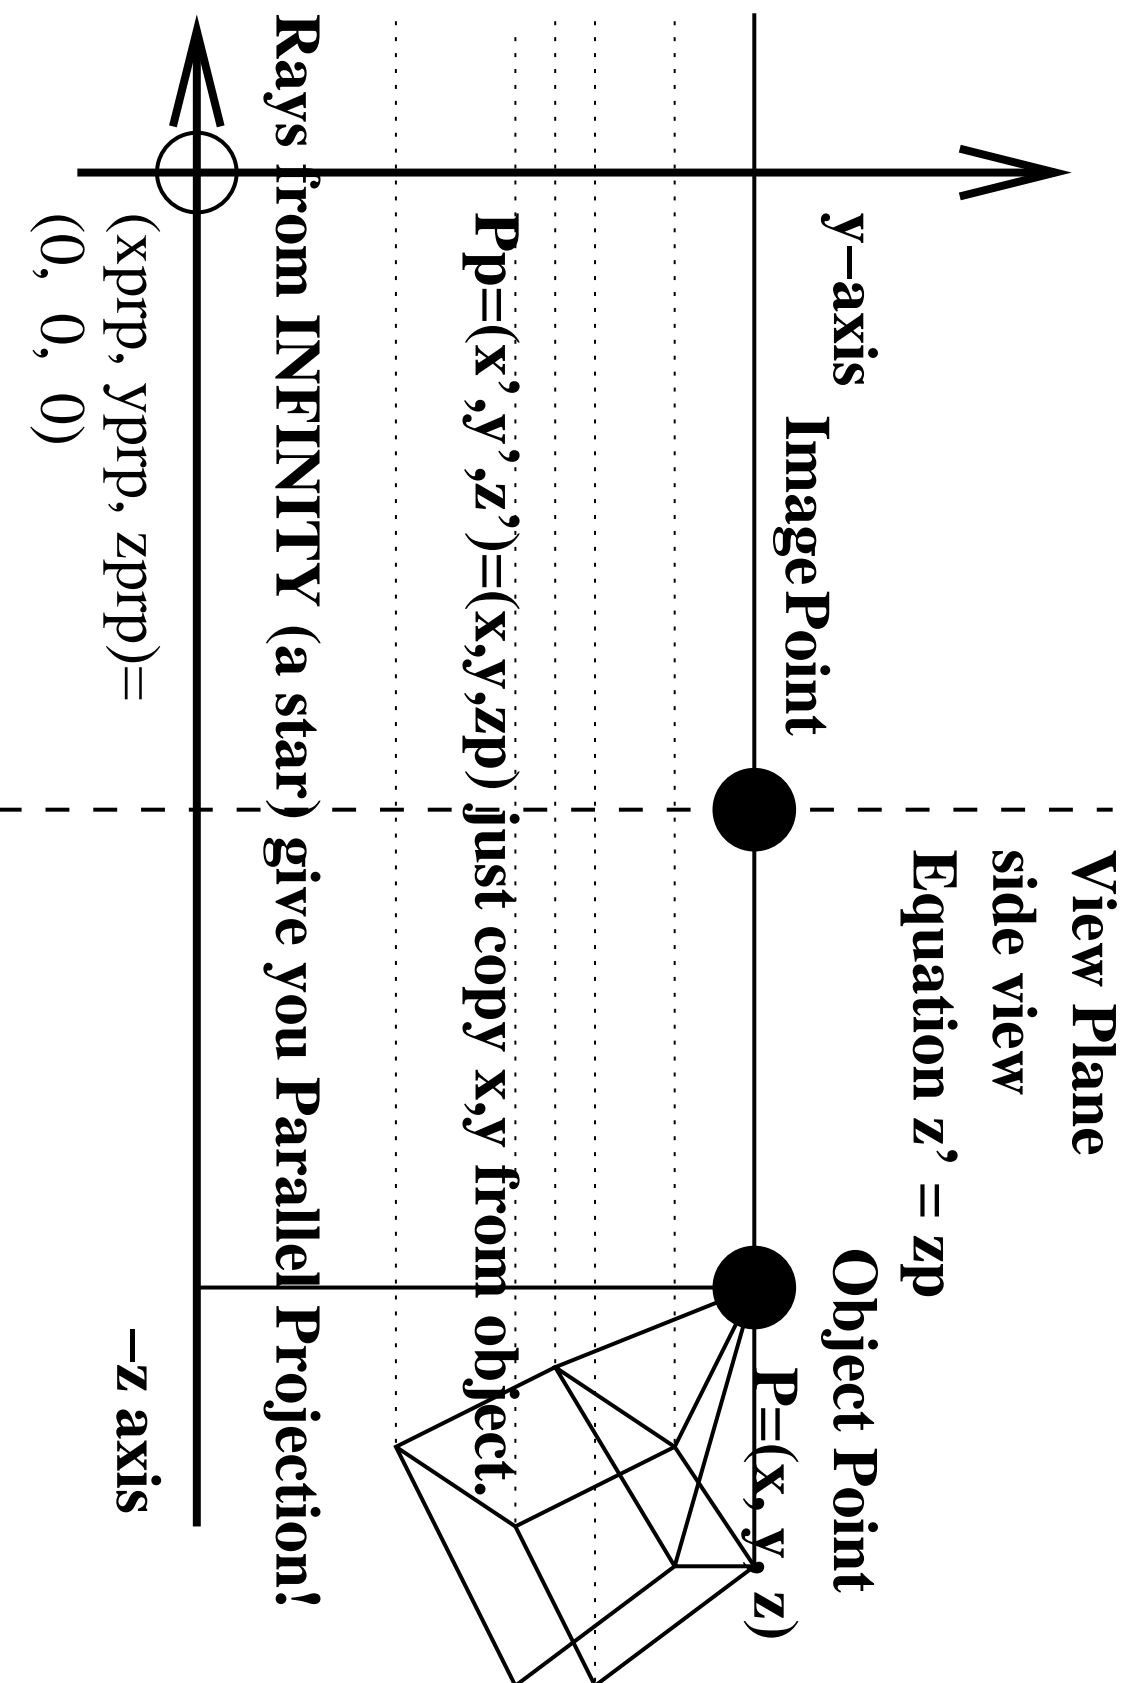 View Plane
side view
Equation z’ = zp
y–axis
Object Point
Image Point
P=(x, y, z)
Pp=(x’,y’,z’)=(x,y,zp) just copy x,y from object.
Rays from INFINITY (a star) give you Parallel Projection!
(xprp, yprp, zprp)=
(0, 0, 0)
–z axis